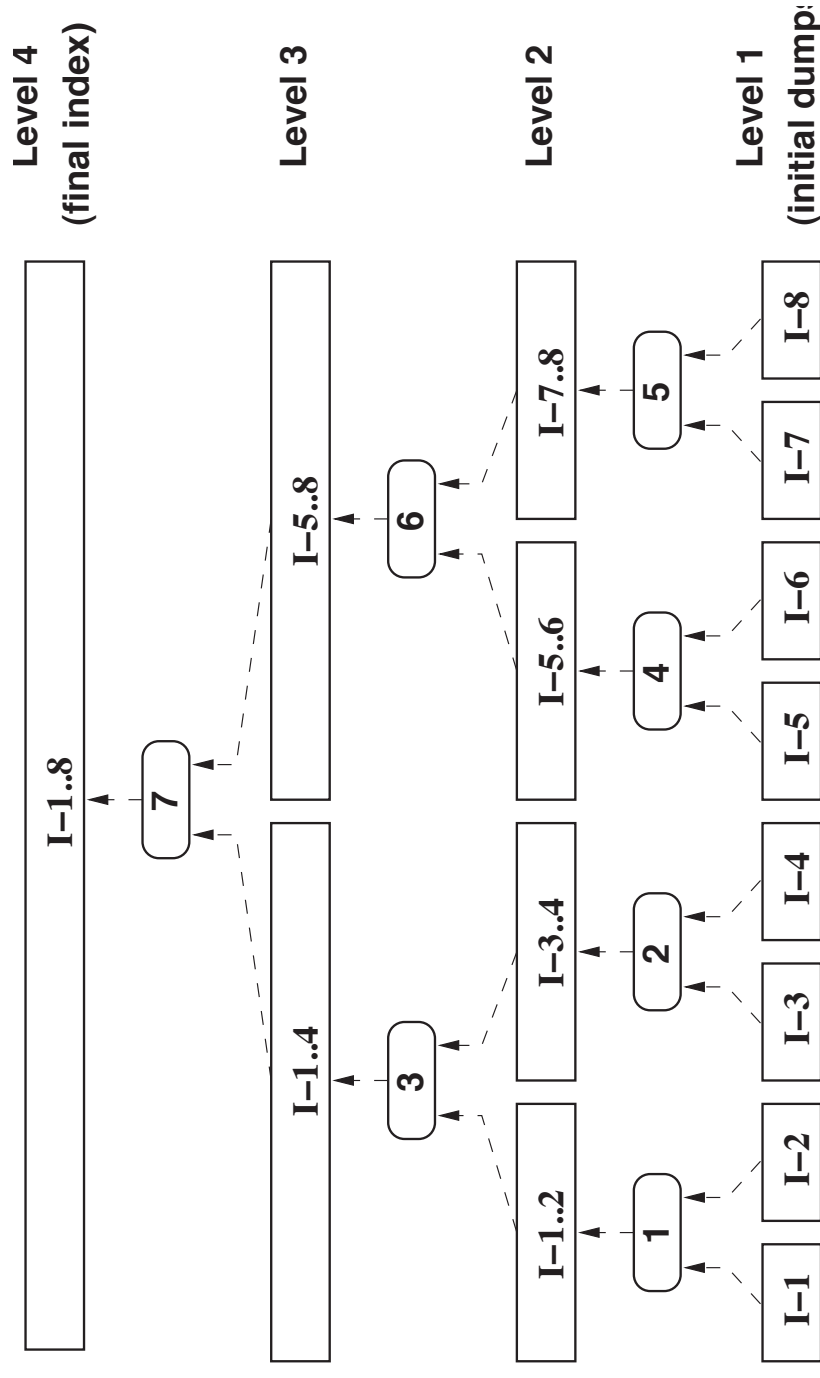 Level 4
(final index)
I–1..8
7
Level 3
I–1..4
I–5..8
3
6
Level 2
I–1..2
I–3..4
I–5..6
I–7..8
1
2
4
5
Level 1
(initial dumps
I–1
I–2
I–3
I–4
I–5
I–6
I–7
I–8